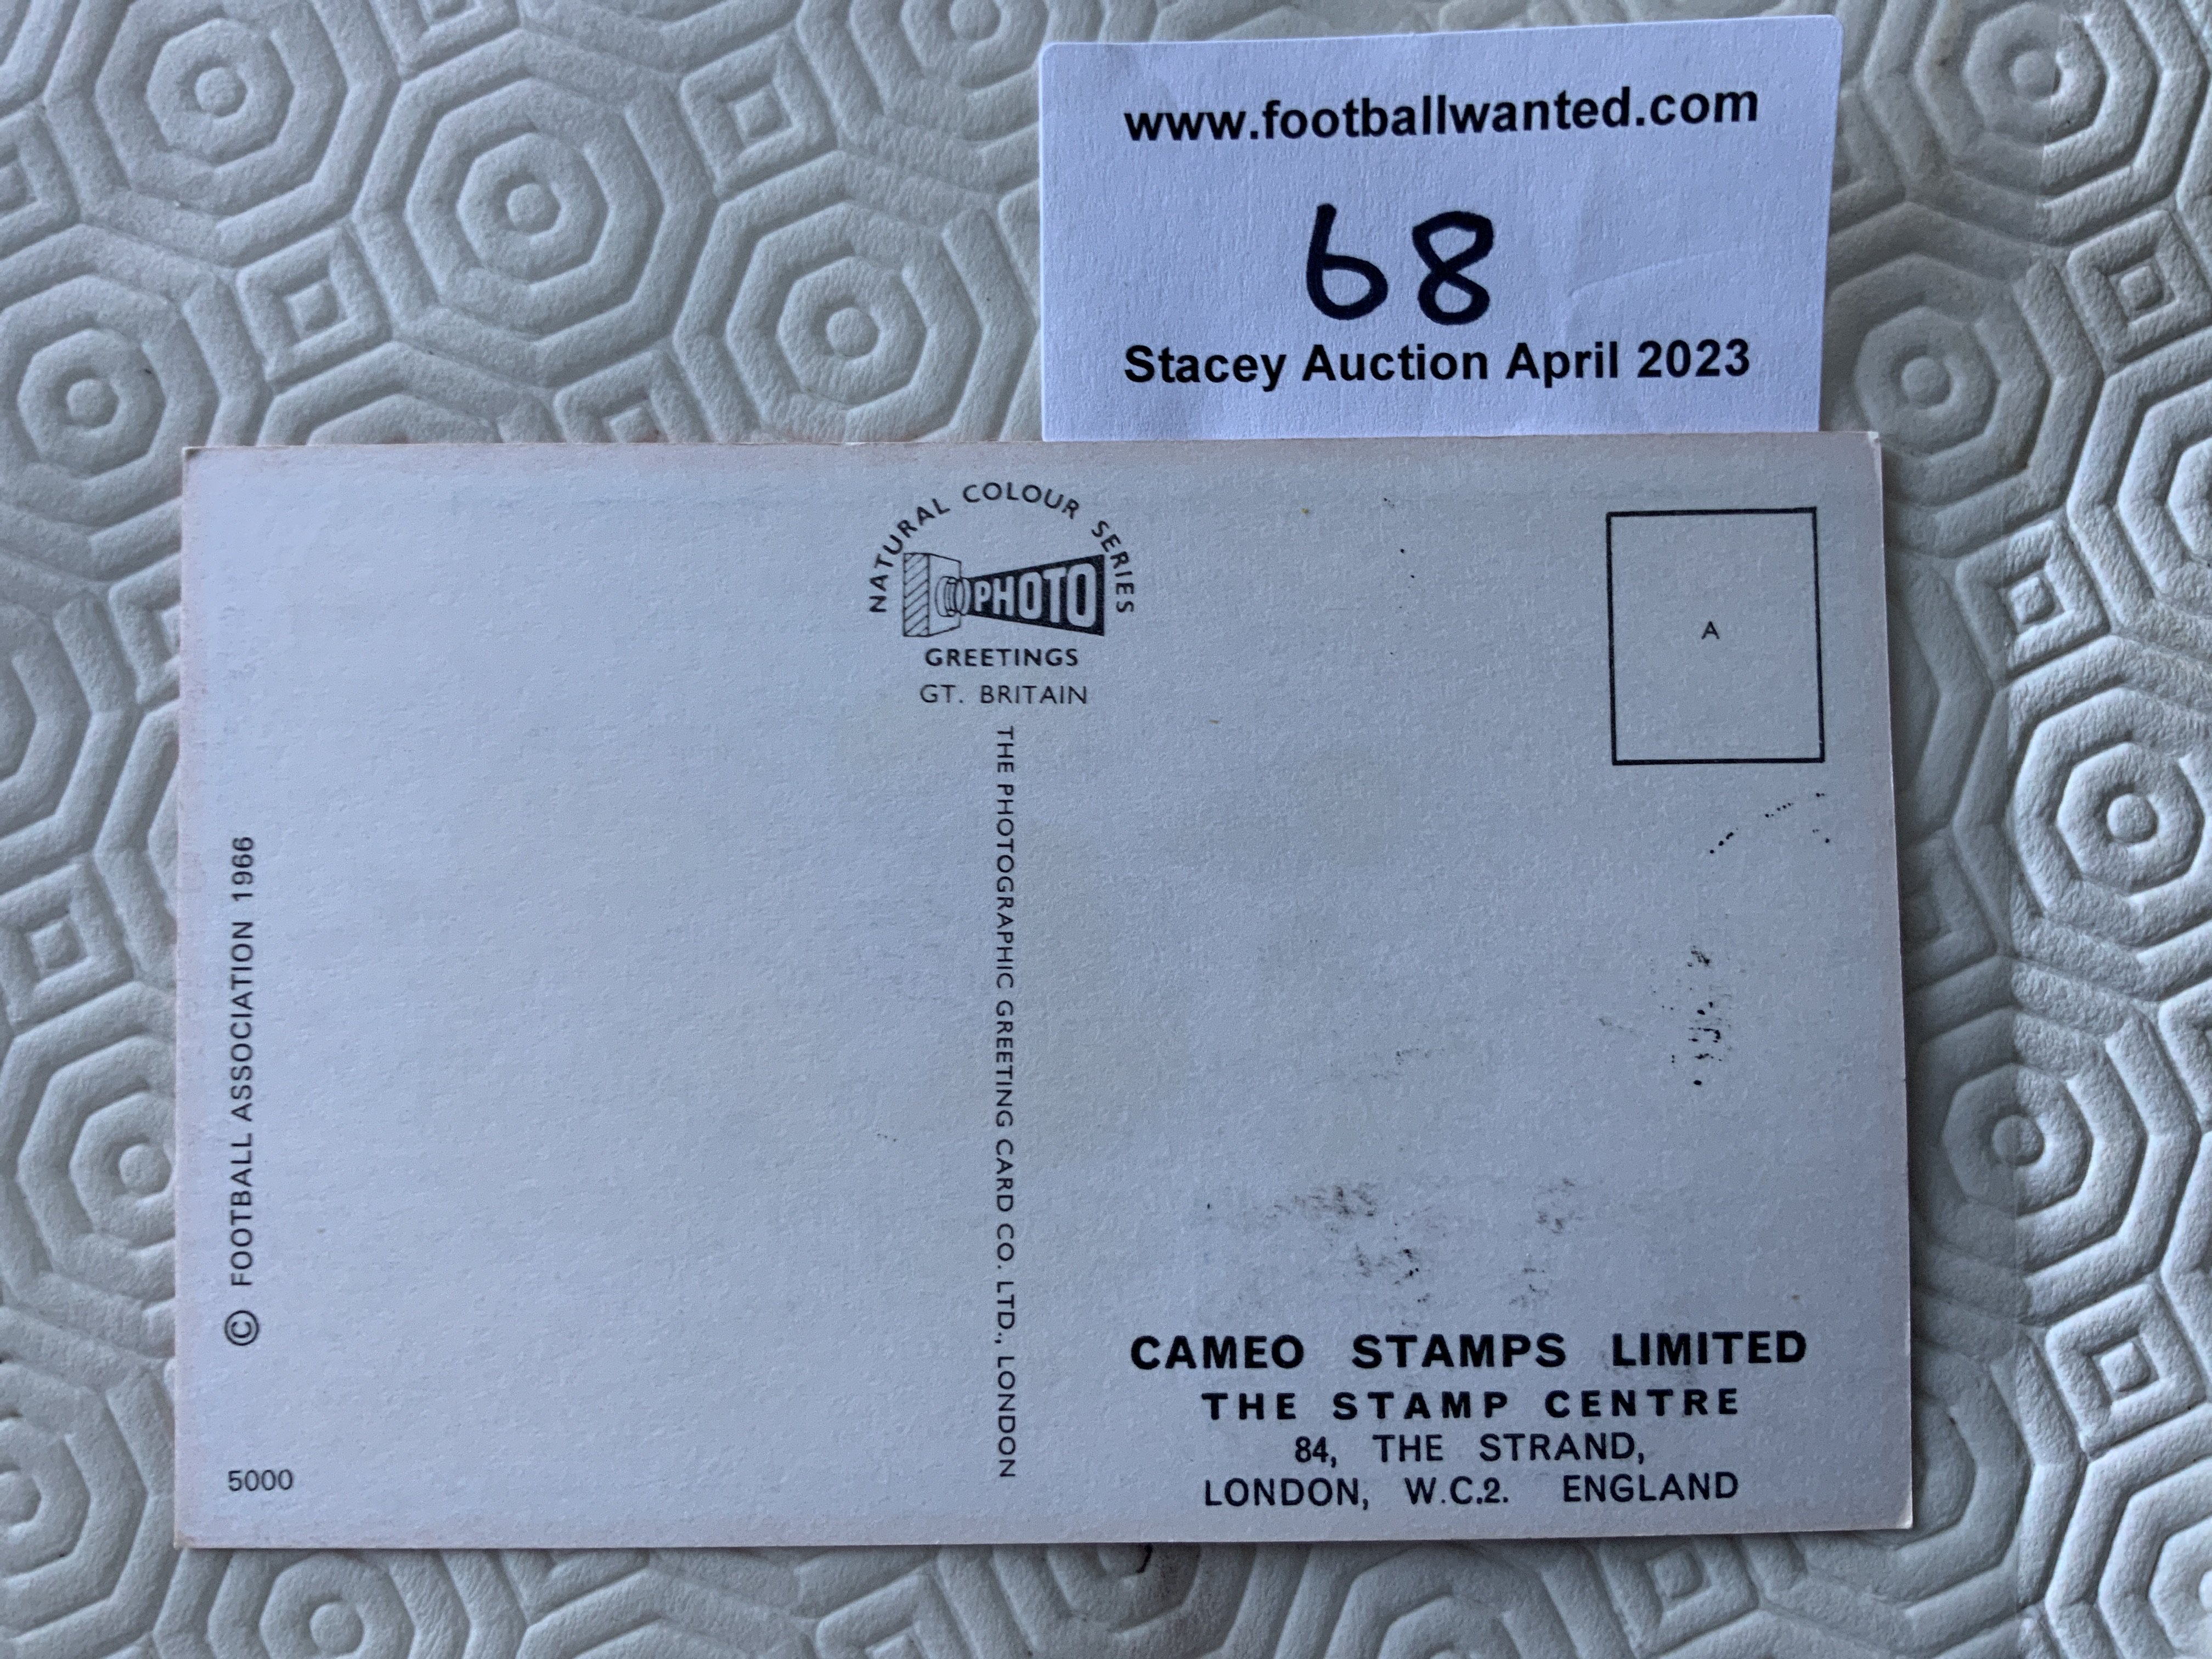 www.footballwanted.com
68
Stacey Auction April 2023
NATURAL COLOUR SERIES
PHOTO
GREETINGS
GT. BRITAIN
THE PHOTOGRAPHIC GREETING CARD CO. LTD., LONDON
A
© FOOTBALL ASSOCIATION 1966
5000
CAMEO STAMPS LIMITED
THE STAMP CENTRE
84, THE STRAND,
LONDON, W.C.2. ENGLAND